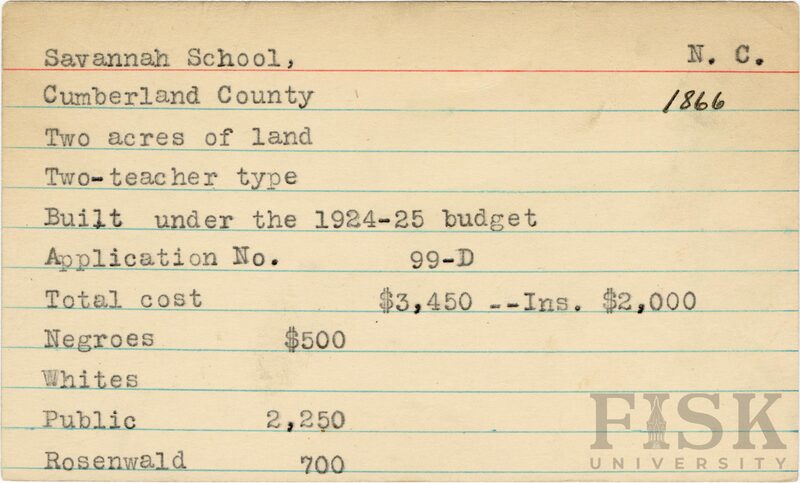 Savannah School, N. C.
Cumberland County 1866
Two acres of land
Two-teacher type
Built under the 1924-25 budget
Application No. 99-D
Total cost $3,450 --Ins. $2,000
Negroes $500
Whites
Public 2,250
Rosenwald 700
FISK
UNIVERSITY